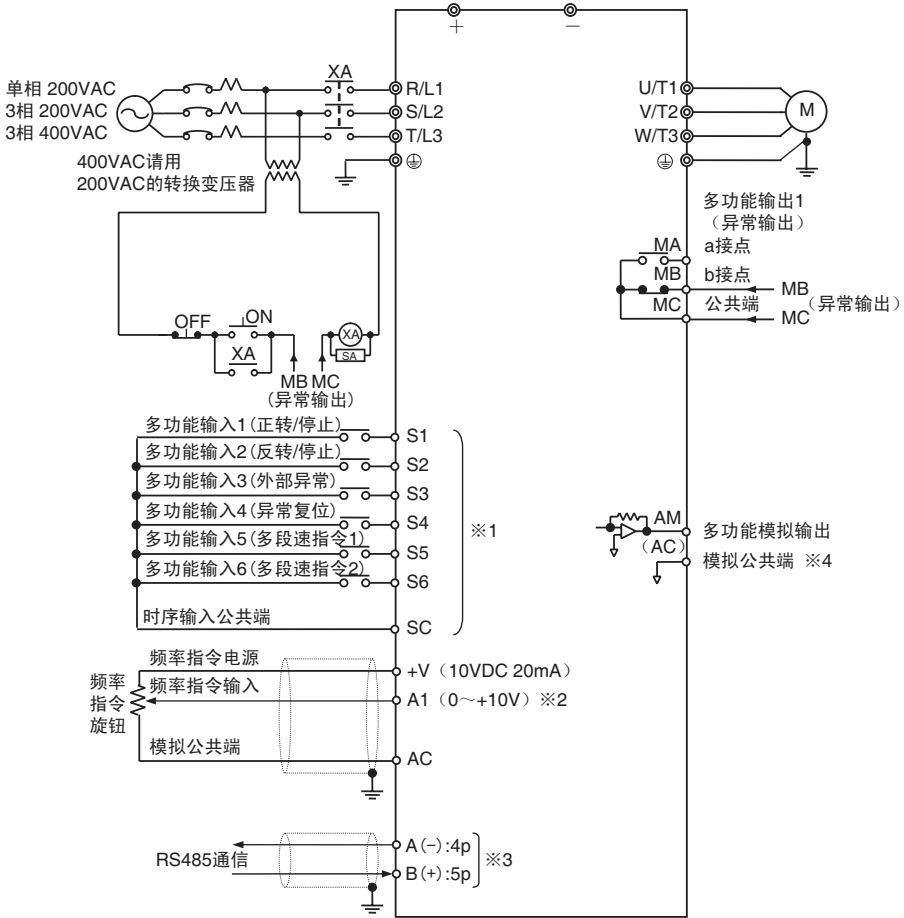 +
−
单相 200VAC
3相 200VAC
3相 400VAC
XA
R/L1
S/L2
T/L3
U/T1
V/T2
W/T3
M
400VAC请用
200VAC的转换变压器
多功能输出1
（异常输出）
MA
a接点
MB
b接点
MC
公共端
MB
（异常输出）
MC
OFF
ON
XA
XA
SA
MB MC
(异常输出)
多功能输入1(正转/停止)
S1
多功能输入2(反转/停止)
S2
多功能输入3(外部异常)
S3
多功能输入4(异常复位)
S4
多功能输入5(多段速指令1)
S5
多功能输入6(多段速指令2)
S6
※1
时序输入公共端
SC
AM
多功能模拟输出
（AC）
模拟公共端 ※4
频率指令电源
+V（10VDC 20mA）
频率
指令
旋钮
频率指令输入
A1（0～+10V）※2
模拟公共端
AC
RS485通信
A(−):4p
B(+):5p
※3